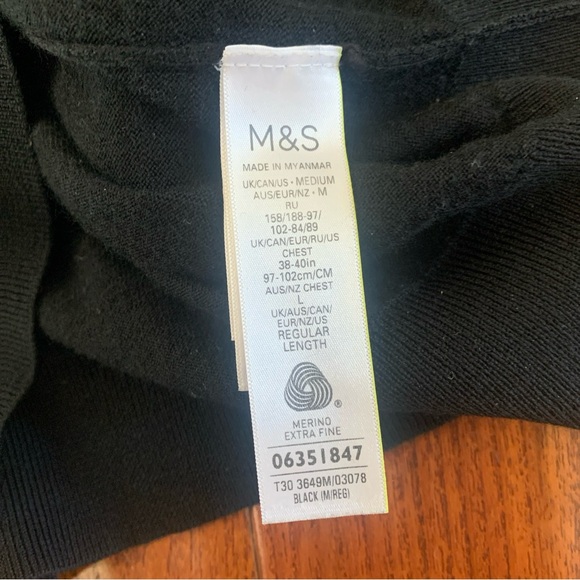 M&S
MADE IN MYANMAR
UK/CAN/US - MEDIUM
AUS/EUR/NZ - M
RU
158/188-97/
102-84/89
UK/CAN/EUR/RU/US
CHEST
38-40in
97-102cm/CM
AUS/NZ CHEST
L
UK/AUS/CAN/
EUR/NZ/US
REGULAR
LENGTH
®
MERINO
EXTRA FINE
06351847
T30 3649M/03078
BLACK (M/REG)